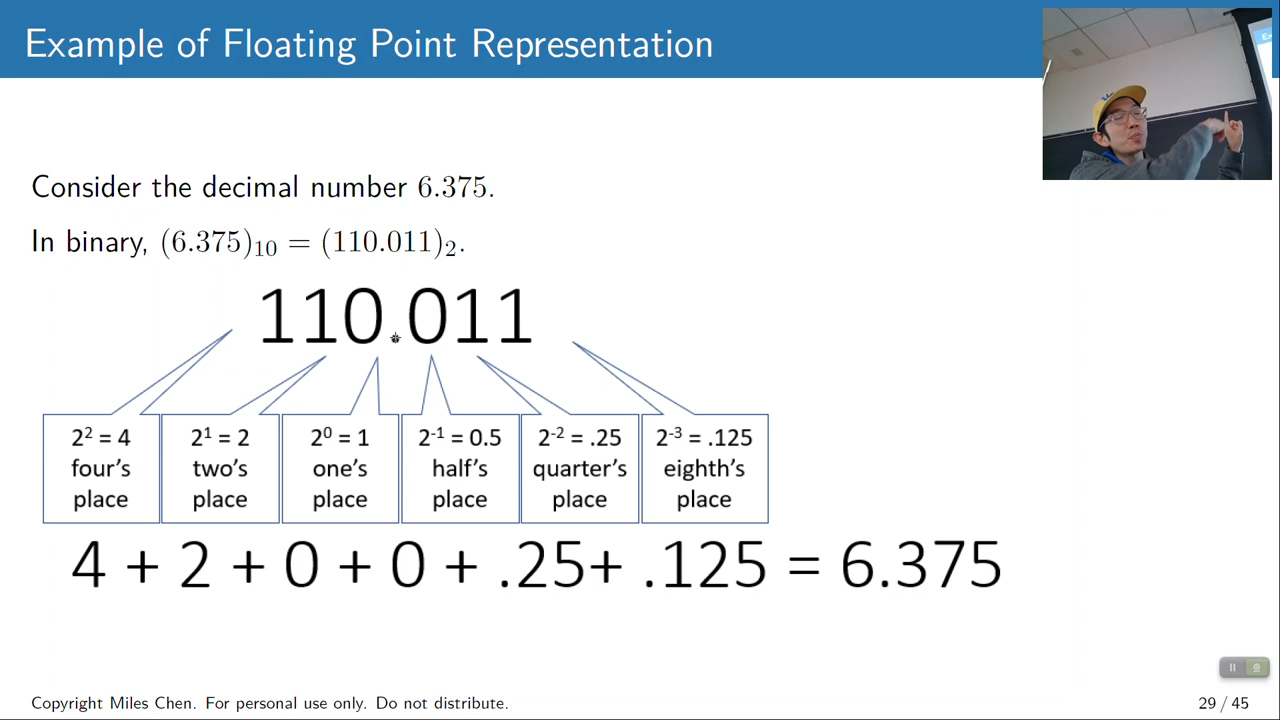 Example of Floating Point Representation
Consider the decimal number 6.375.
In binary, (6.375)₁₀ = (110.011)₂.
110.011
2² = 4 four's place
2¹ = 2 two's place
2⁰ = 1 one's place
2⁻¹ = 0.5 half's place
2⁻² = .25 quarter's place
2⁻³ = .125 eighth's place
4 + 2 + 0 + 0 + .25+ .125 = 6.375
Copyright Miles Chen. For personal use only. Do not distribute.
29 / 45